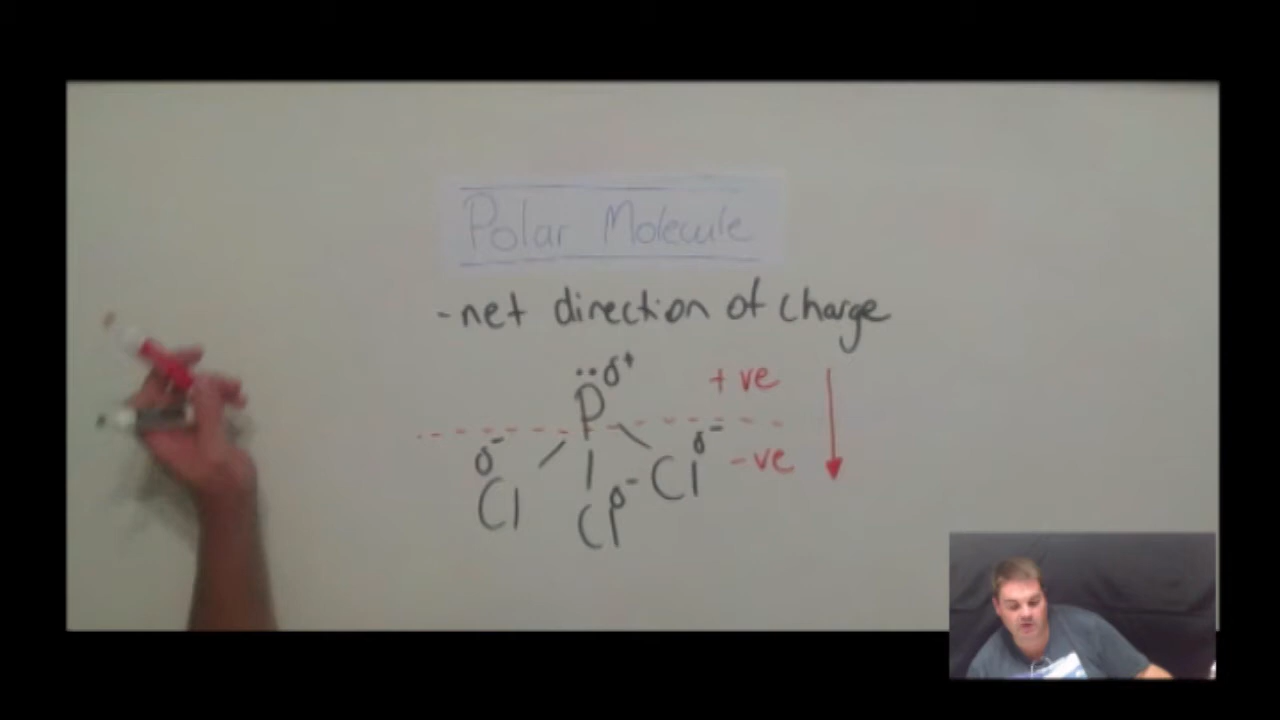 Polar Molecule
-net direction of charge
··δ+
P
+ve
δ-
δ-
-ve
Cl
Cl
δ-
Cl